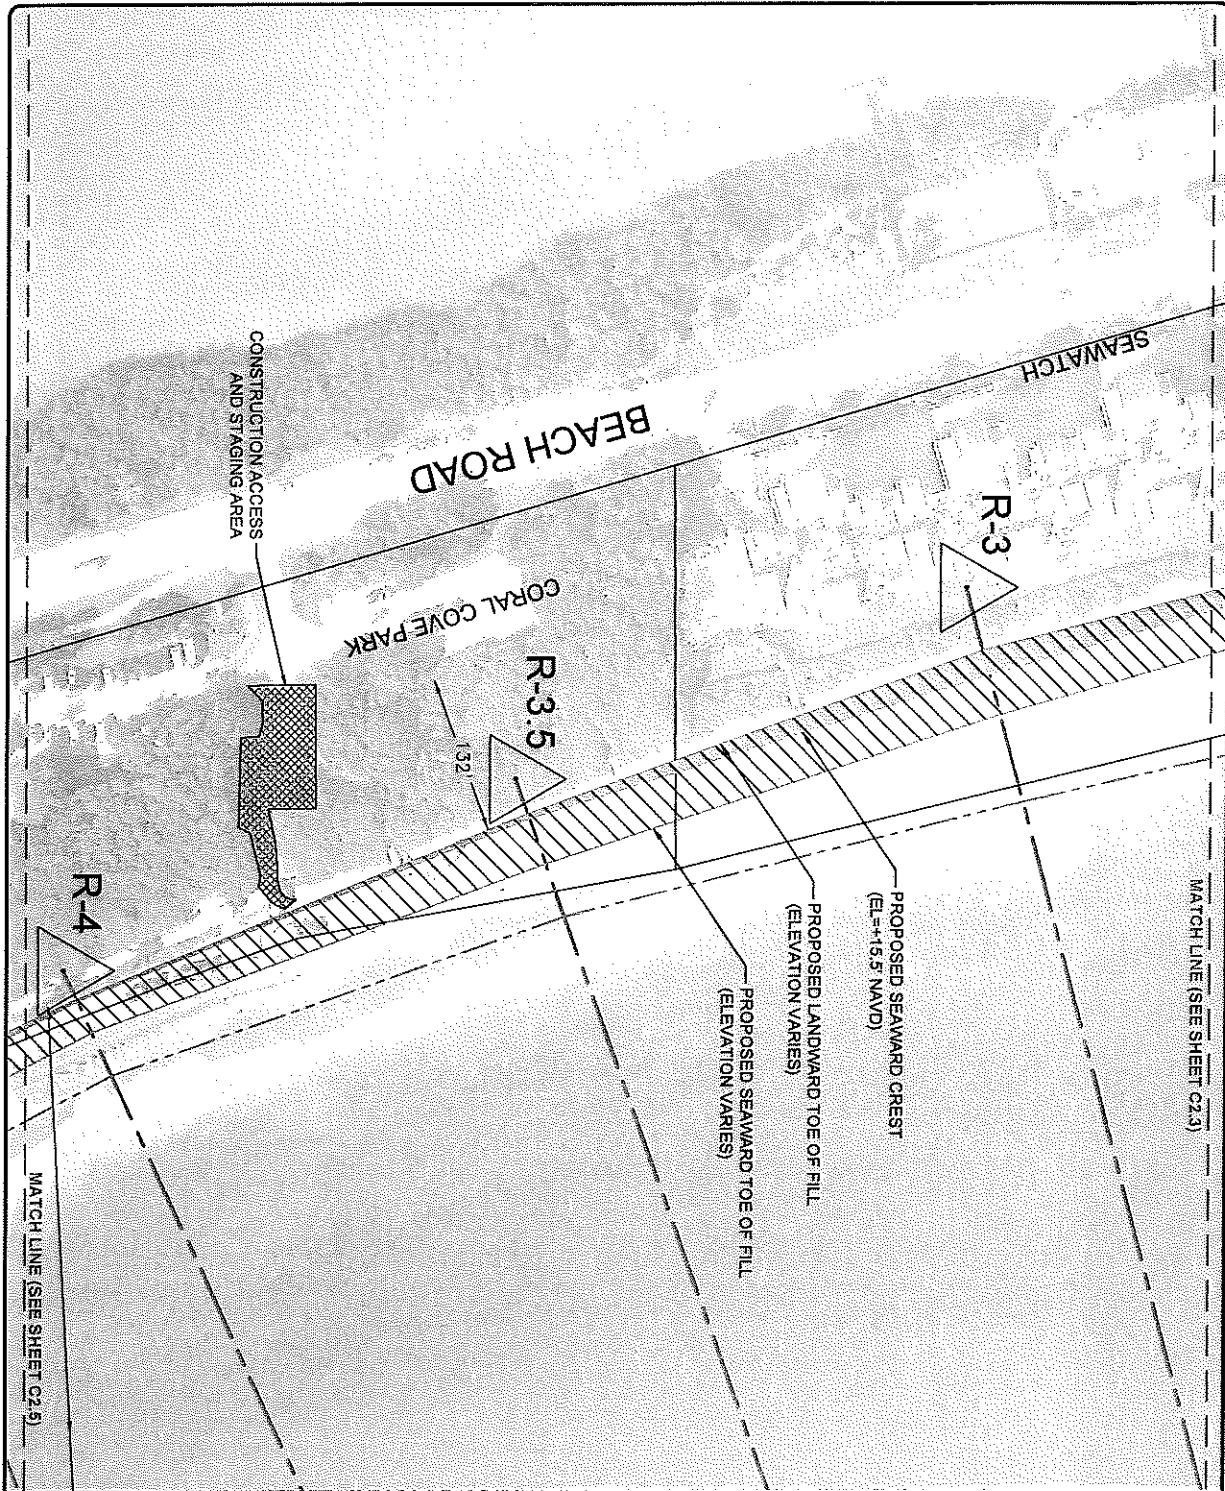 MATCH LINE (SEE SHEET C2.3)
SEAWATCH
R-3
PROPOSED SEAWARD CREST
(EL=+15.5' NAVD)
PROPOSED LANDWARD TOE OF FILL
(ELEVATION VARIES)
PROPOSED SEAWARD TOE OF FILL
(ELEVATION VARIES)
BEACH ROAD
CORAL COVE PARK
R-3.5
132'
CONSTRUCTION ACCESS
AND STAGING AREA
R-4
MATCH LINE (SEE SHEET C2.5)